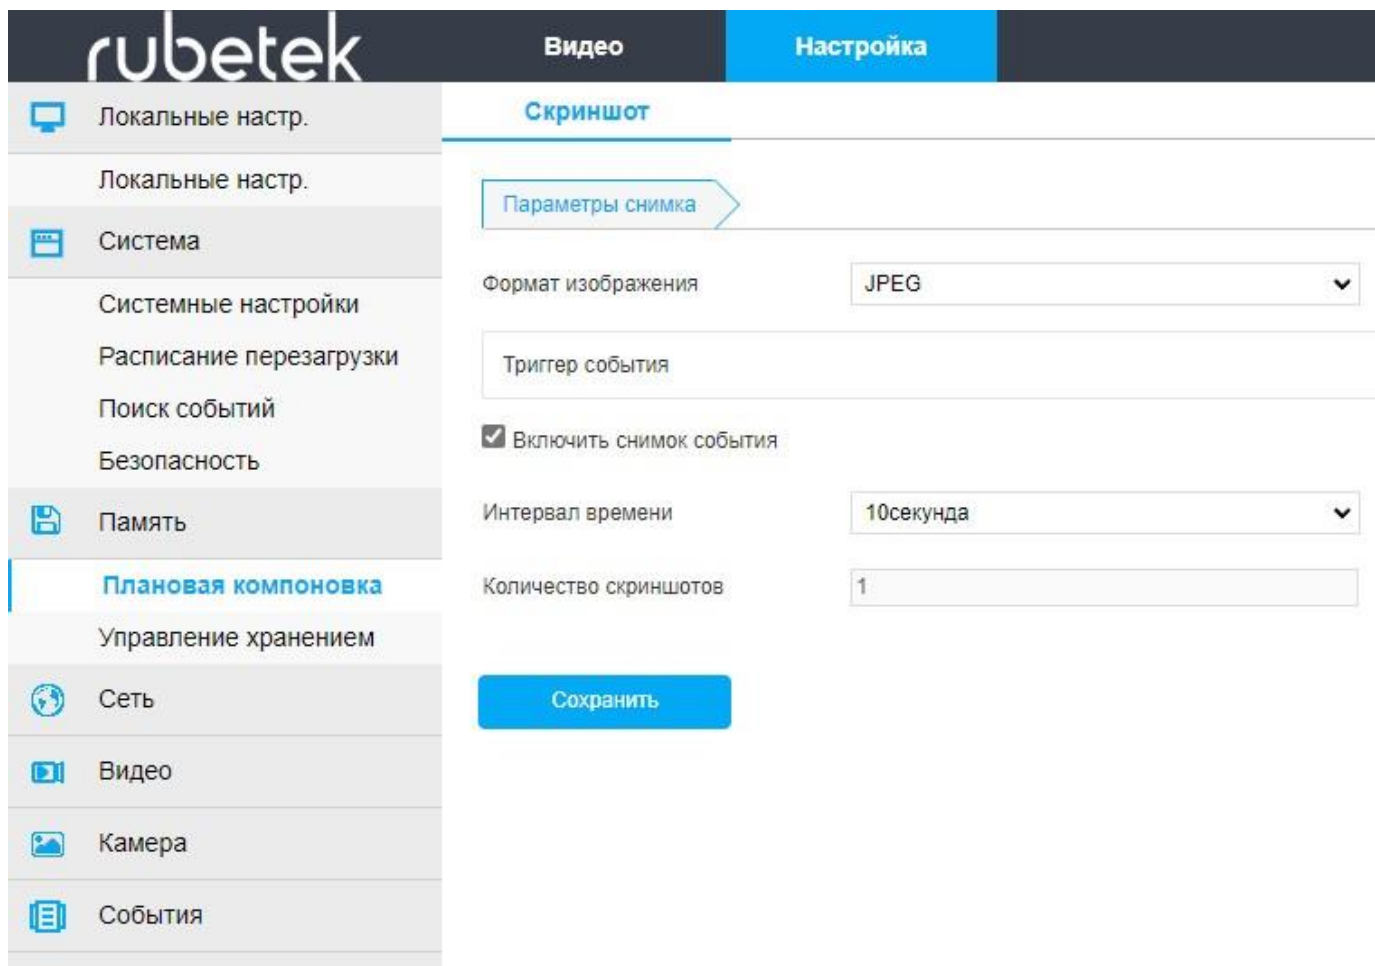 rubetek
Видео
Настройка
Локальные настр.
Локальные настр.
Система
Системные настройки
Расписание перезагрузки
Поиск событий
Безопасность
Память
Плановая компоновка
Управление хранением
Сеть
Видео
Камера
События
Скриншот
Параметры снимка
Формат изображения JPEG
Триггер события
Включить снимок события
Интервал времени 10секунда
Количество скриншотов 1
Сохранить